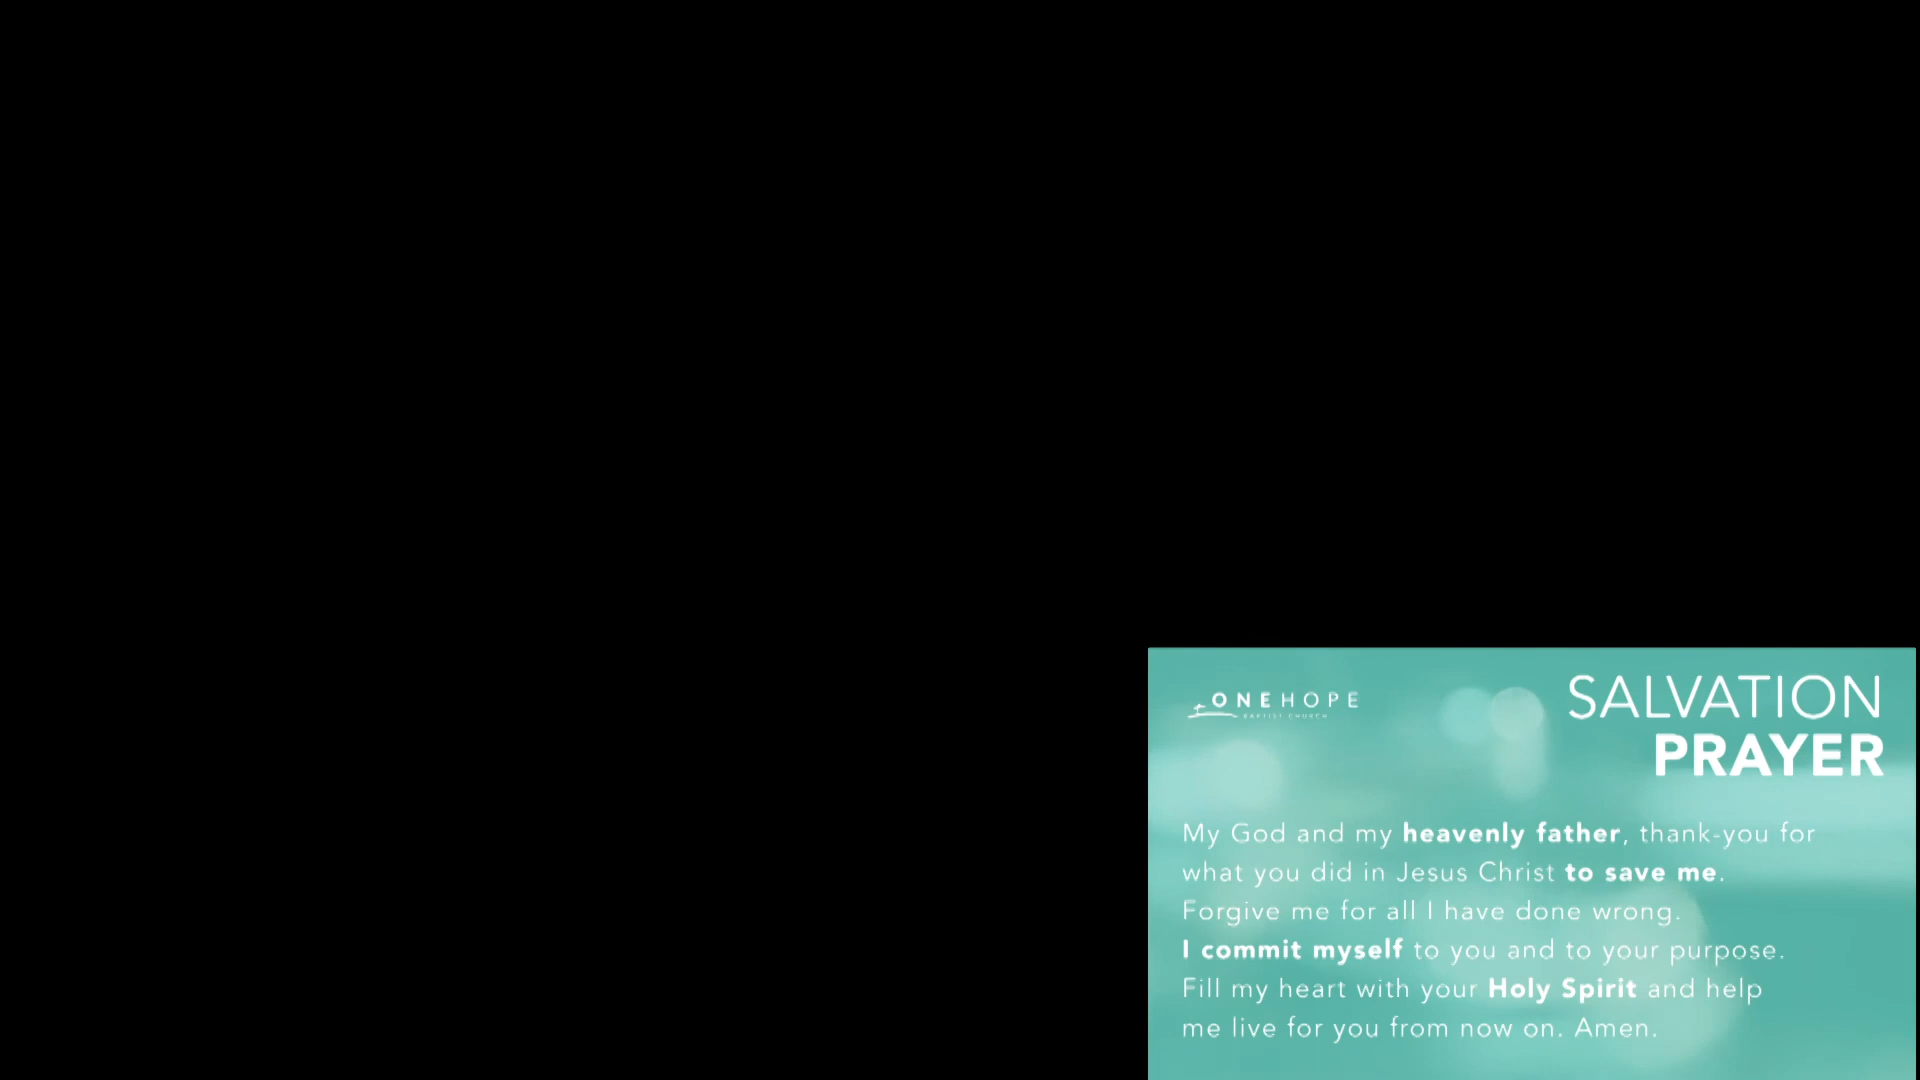 ONEHOPE
BAPTIST CHURCH
SALVATION
PRAYER
My God and my heavenly father, thank-you for
what you did in Jesus Christ to save me.
Forgive me for all I have done wrong.
I commit myself to you and to your purpose.
Fill my heart with your Holy Spirit and help
me live for you from now on. Amen.